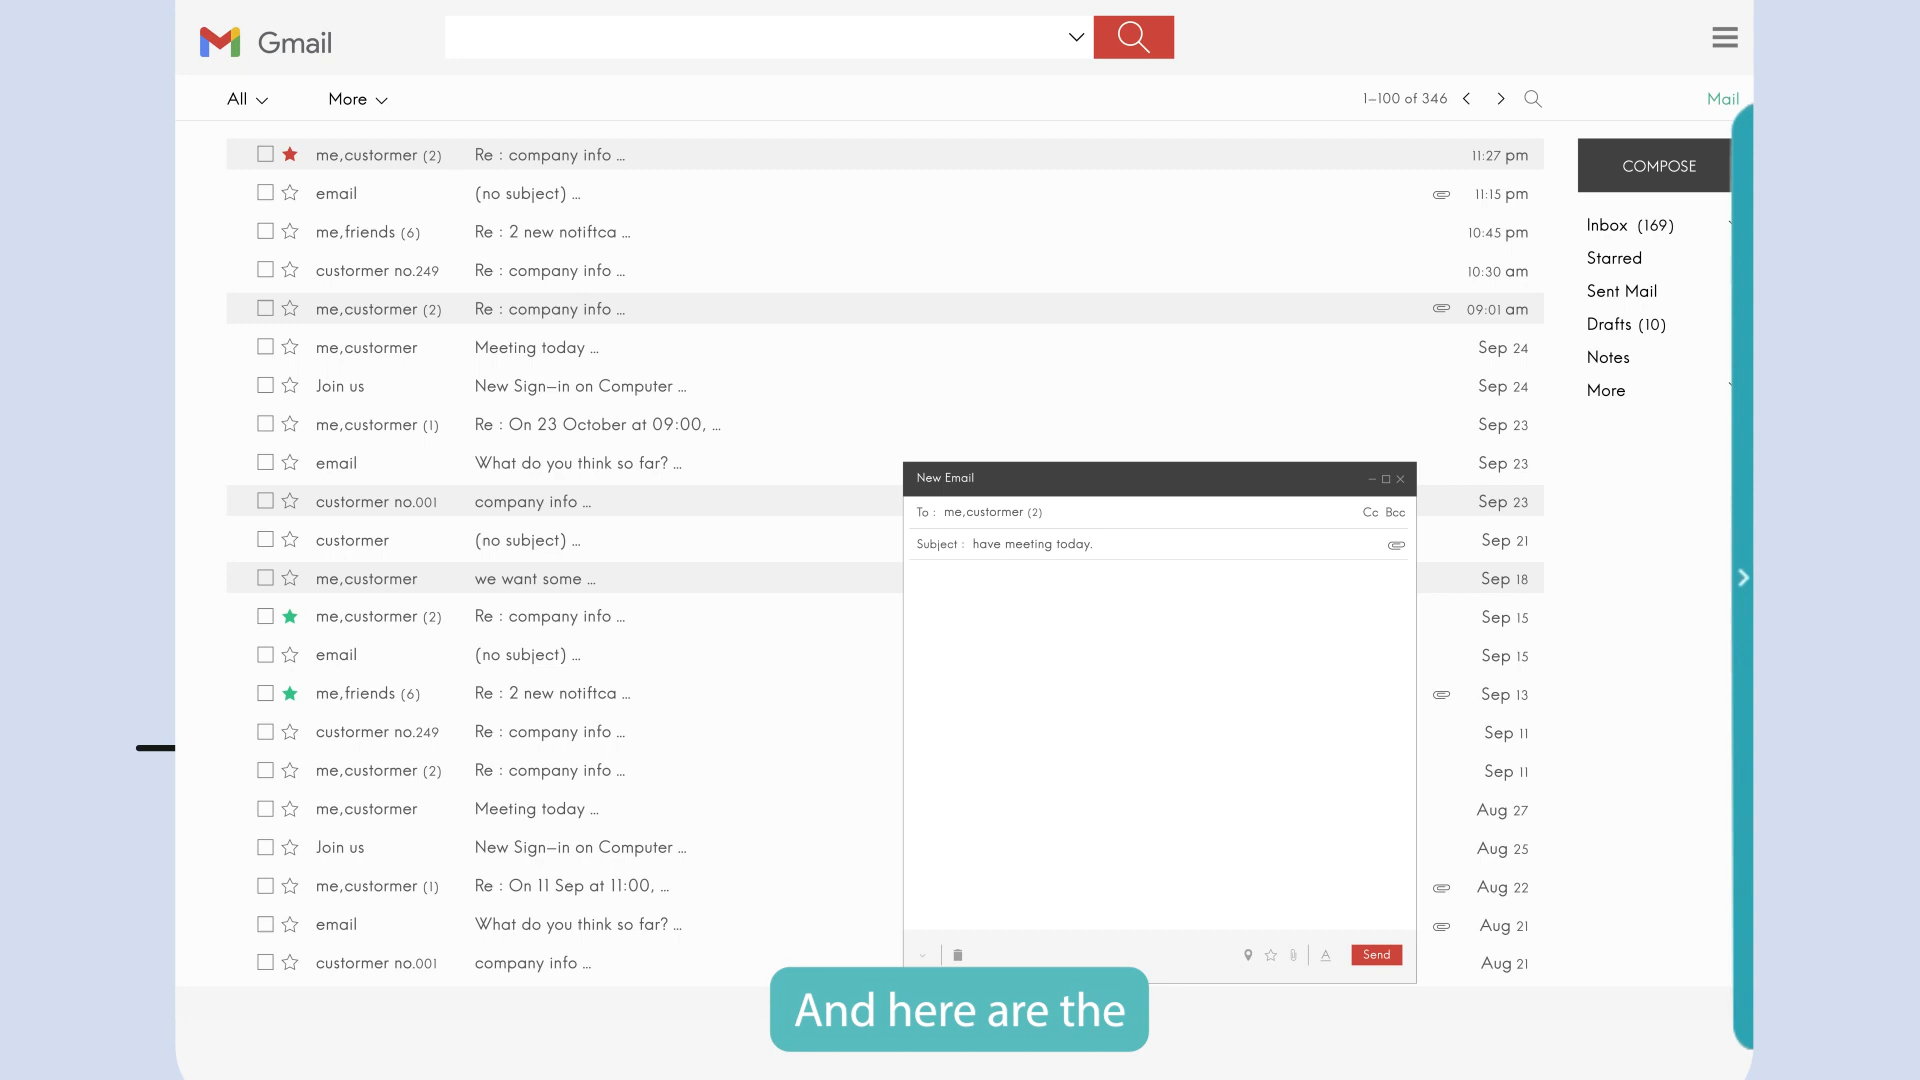 Gmail
All More 1–100 of 346 Mail
me,custormer (2) Re : company info ... 11:27 pm
email (no subject) ... 11:15 pm
me,friends (6) Re : 2 new notiftca ... 10:45 pm
custormer no.249 Re : company info ... 10:30 am
me,custormer (2) Re : company info ... 09:01 am
me,custormer Meeting today ... Sep 24
Join us New Sign–in on Computer ... Sep 24
me,custormer (1) Re : On 23 October at 09:00, ... Sep 23
email What do you think so far? ... Sep 23
custormer no.001 company info ... Sep 23
custormer (no subject) ... Sep 21
me,custormer we want some ... Sep 18
me,custormer (2) Re : company info ... Sep 15
email (no subject) ... Sep 15
me,friends (6) Re : 2 new notiftca ... Sep 13
custormer no.249 Re : company info ... Sep 11
me,custormer (2) Re : company info ... Sep 11
me,custormer Meeting today ... Aug 27
Join us New Sign–in on Computer ... Aug 25
me,custormer (1) Re : On 11 Sep at 11:00, ... Aug 22
email What do you think so far? ... Aug 21
custormer no.001 company info ... Aug 21
COMPOSE
Inbox (169)
Starred
Sent Mail
Drafts (10)
Notes
More
New Email
To : me,custormer (2) Cc Bcc
Subject : have meeting today.
A Send
And here are the